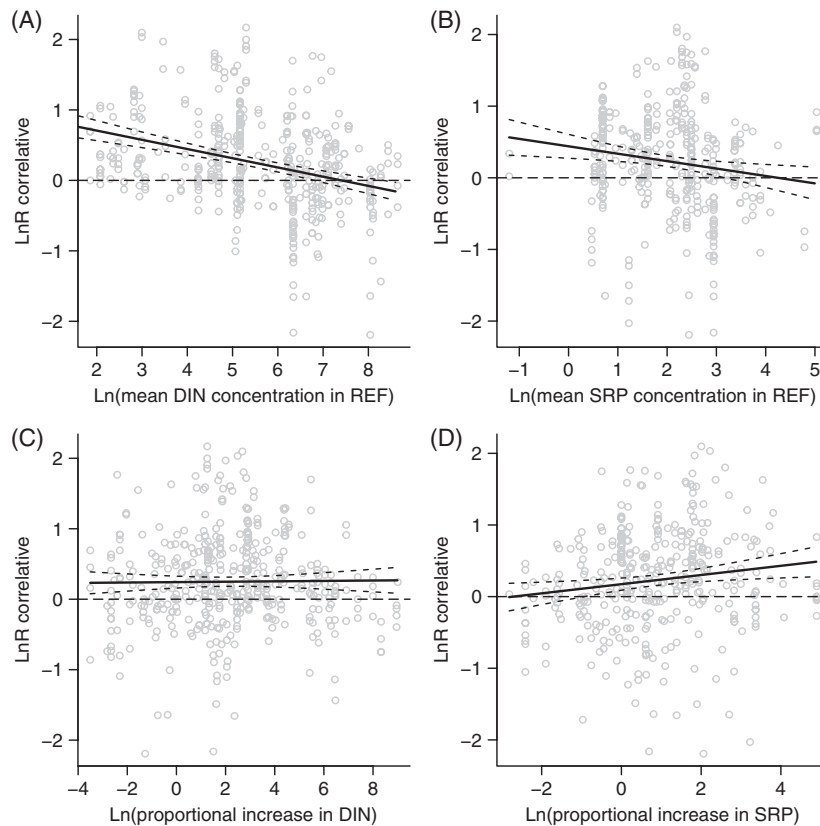 (A)
LnR correlative
2
1
0
−1
−2
2 3 4 5 6 7 8
Ln(mean DIN concentration in REF)
(B)
LnR correlative
2
1
0
−1
−2
−1 0 1 2 3 4 5
Ln(mean SRP concentration in REF)
(C)
LnR correlative
2
1
0
−1
−2
−4 −2 0 2 4 6 8
Ln(proportional increase in DIN)
(D)
LnR correlative
2
1
0
−1
−2
−2 0 2 4
Ln(proportional increase in SRP)